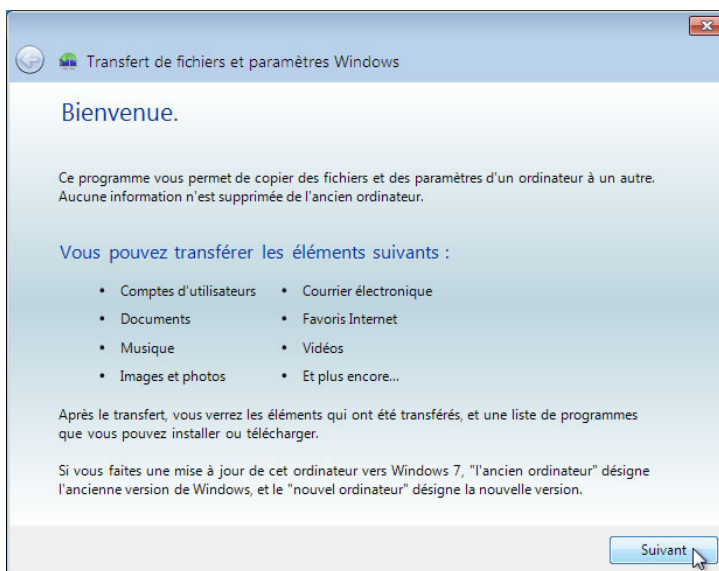 Transfert de fichiers et paramètres Windows
Bienvenue.
Ce programme vous permet de copier des fichiers et des paramètres d'un ordinateur à un autre.
Aucune information n'est supprimée de l'ancien ordinateur.
Vous pouvez transférer les éléments suivants :
• Comptes d'utilisateurs • Courrier électronique
• Documents • Favoris Internet
• Musique • Vidéos
• Images et photos • Et plus encore...
Après le transfert, vous verrez les éléments qui ont été transférés, et une liste de programmes
que vous pouvez installer ou télécharger.
Si vous faites une mise à jour de cet ordinateur vers Windows 7, "l'ancien ordinateur" désigne
l'ancienne version de Windows, et le "nouvel ordinateur" désigne la nouvelle version.
Suivant